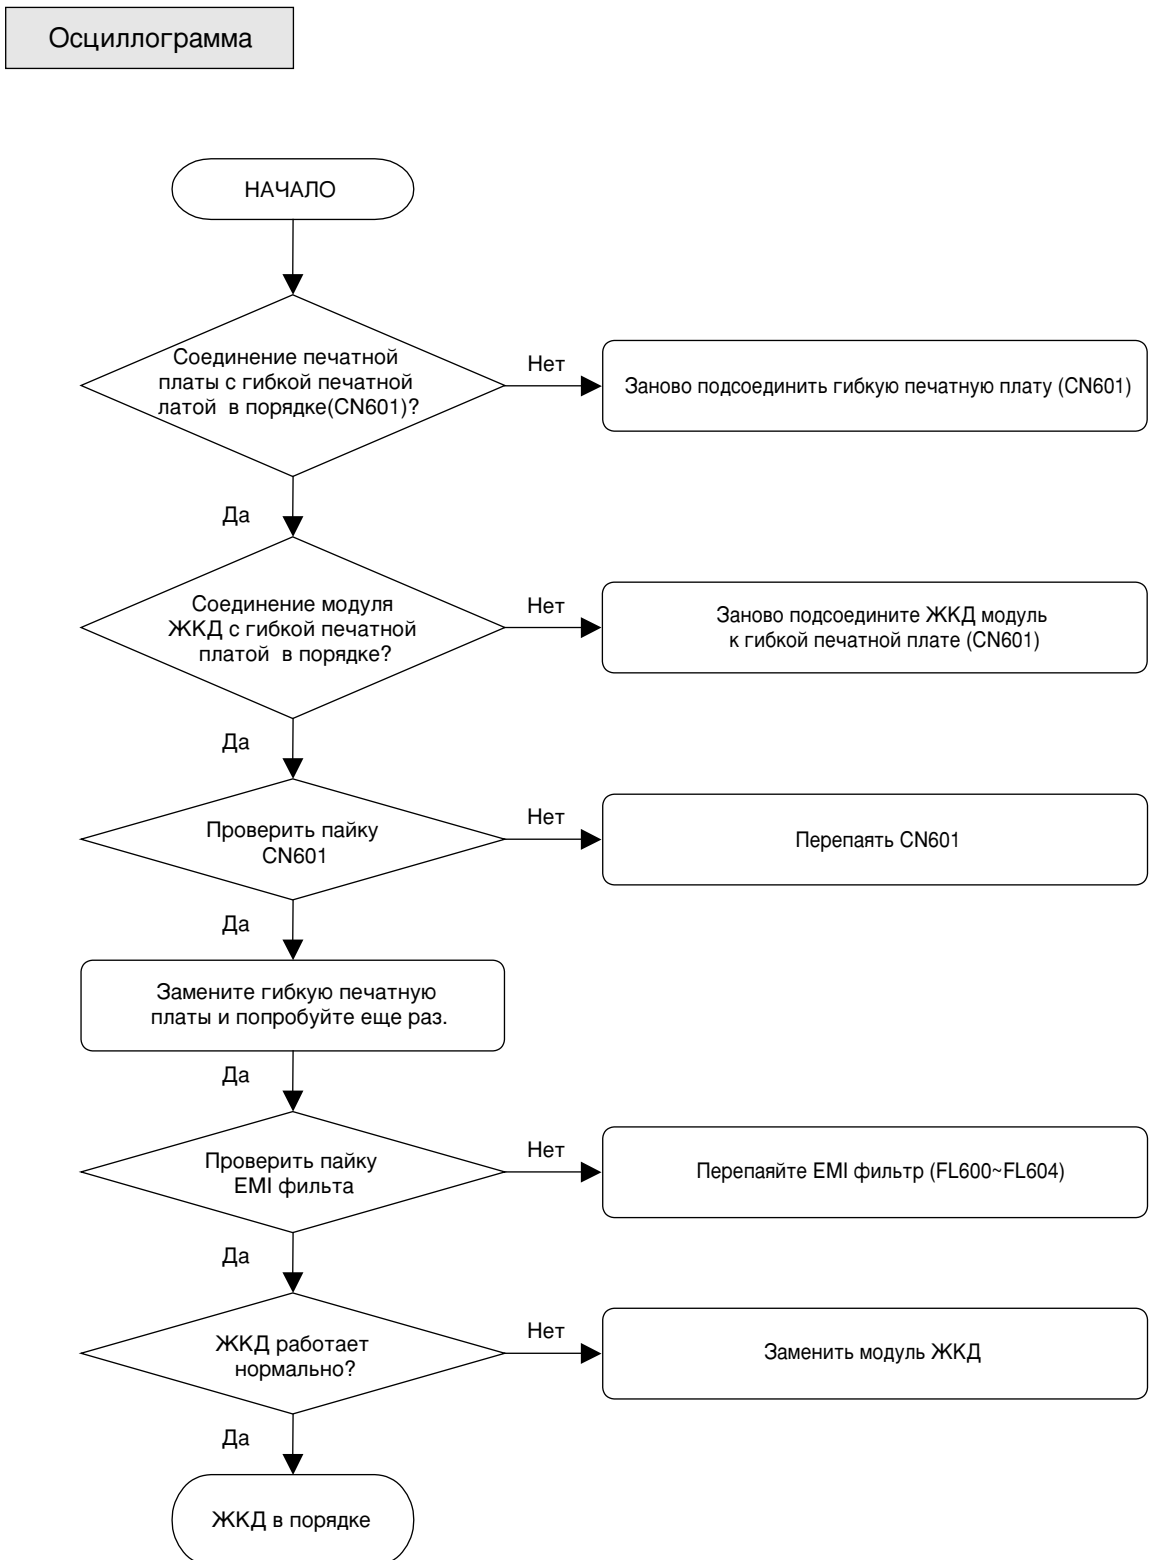 Осциллограмма
НАЧАЛО
Соединение печатной
платы с гибкой печатной
латой в порядке(CN601)?
Нет
Заново подсоединить гибкую печатную плату (CN601)
Да
Соединение модуля
ЖКД с гибкой печатной
платой в порядке?
Нет
Заново подсоедините ЖКД модуль
к гибкой печатной плате (CN601)
Да
Проверить пайку
CN601
Нет
Перепаять CN601
Да
Замените гибкую печатную
платы и попробуйте еще раз.
Да
Проверить пайку
EMI фильта
Нет
Перепаяйте EMI фильтр (FL600~FL604)
Да
ЖКД работает
нормально?
Нет
Заменить модуль ЖКД
Да
ЖКД в порядке